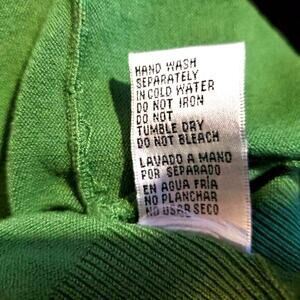 HAND WASH
SEPARATELY
IN COLD WATER
DO NOT IRON
DO NOT
TUMBLE DRY
DO NOT BLEACH
LAVADO A MANO
POR SEPARADO
EN AGUA FRÍA
NO PLANCHAR
NO USAR SECO